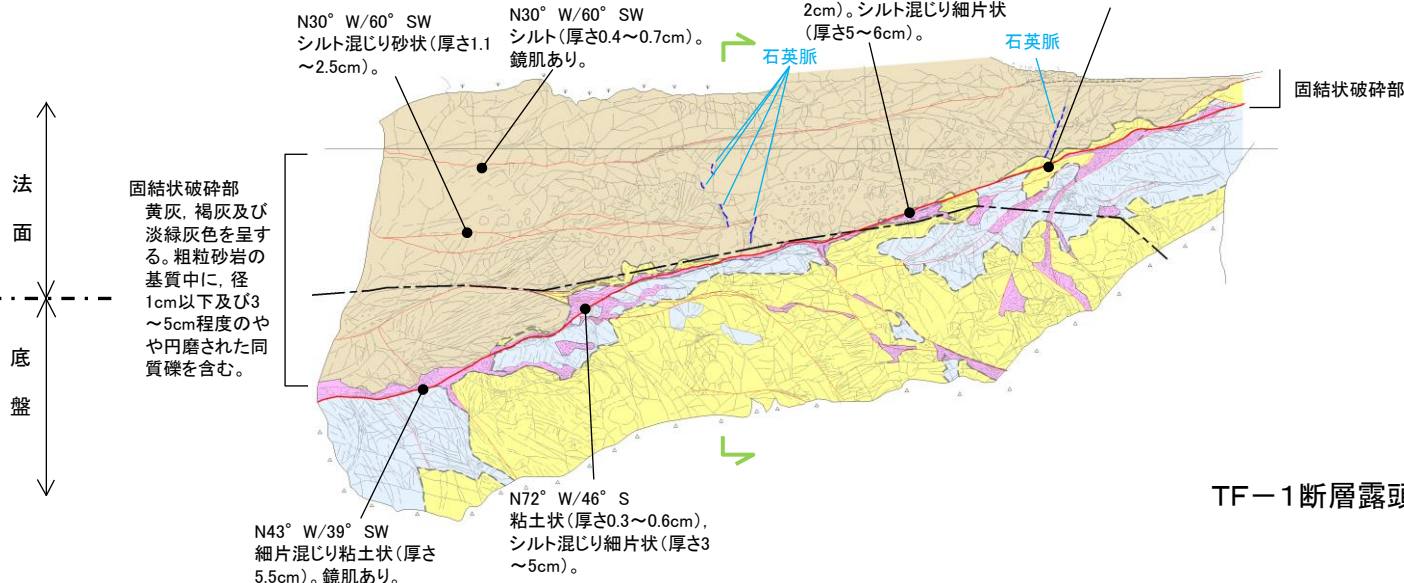 N30° W/60° SW
シルト混じり砂状(厚さ1.1
～2.5cm)。
N30° W/60° SW
シルト(厚さ0.4～0.7cm)。
鏡肌あり。
2cm)。シルト混じり細片状
(厚さ5～6cm)。
石英脈
石英脈
固結状破砕部
法
面
底
盤
固結状破砕部
黄灰，褐灰及び
淡緑灰色を呈す
る。粗粒砂岩の
基質中に，径
1cm以下及び3
～5cm程度のや
や円磨された同
質礫を含む。
N43° W/39° SW
細片混じり粘土状(厚さ
5.5cm)。鏡肌あり。
N72° W/46° S
粘土状(厚さ0.3～0.6cm)，
シルト混じり細片状(厚さ3
～5cm)。
TF－1断層露頭